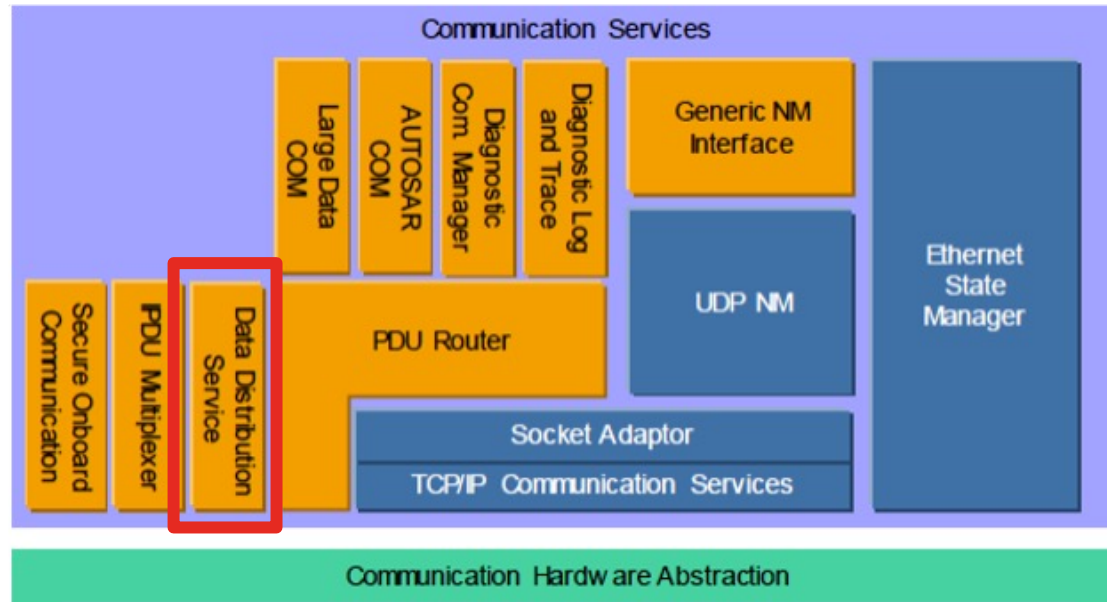 Communication Services
Large Data
COM
AUTOSAR
COM
Diagnostic
Com. Manager
Diagnostic Log
and Trace
Generic NM
Interface
Ethernet
State
Manager
UDP NM
Secure Onboard
Communication
IPDU Multiplexer
Data Distribution
Service
PDU Router
Socket Adaptor
TCP/IP Communication Services
Communication Hardware Abstraction